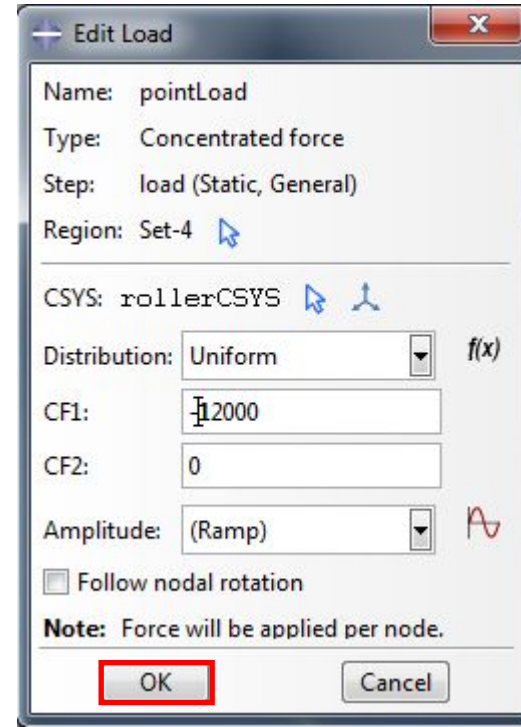 Edit Load
Name: pointLoad
Type: Concentrated force
Step: load (Static, General)
Region: Set-4
CSYS: rollerCSYS
Distribution: Uniform f(x)
CF1: -12000
CF2: 0
Amplitude: (Ramp)
Follow nodal rotation
Note: Force will be applied per node.
OK Cancel